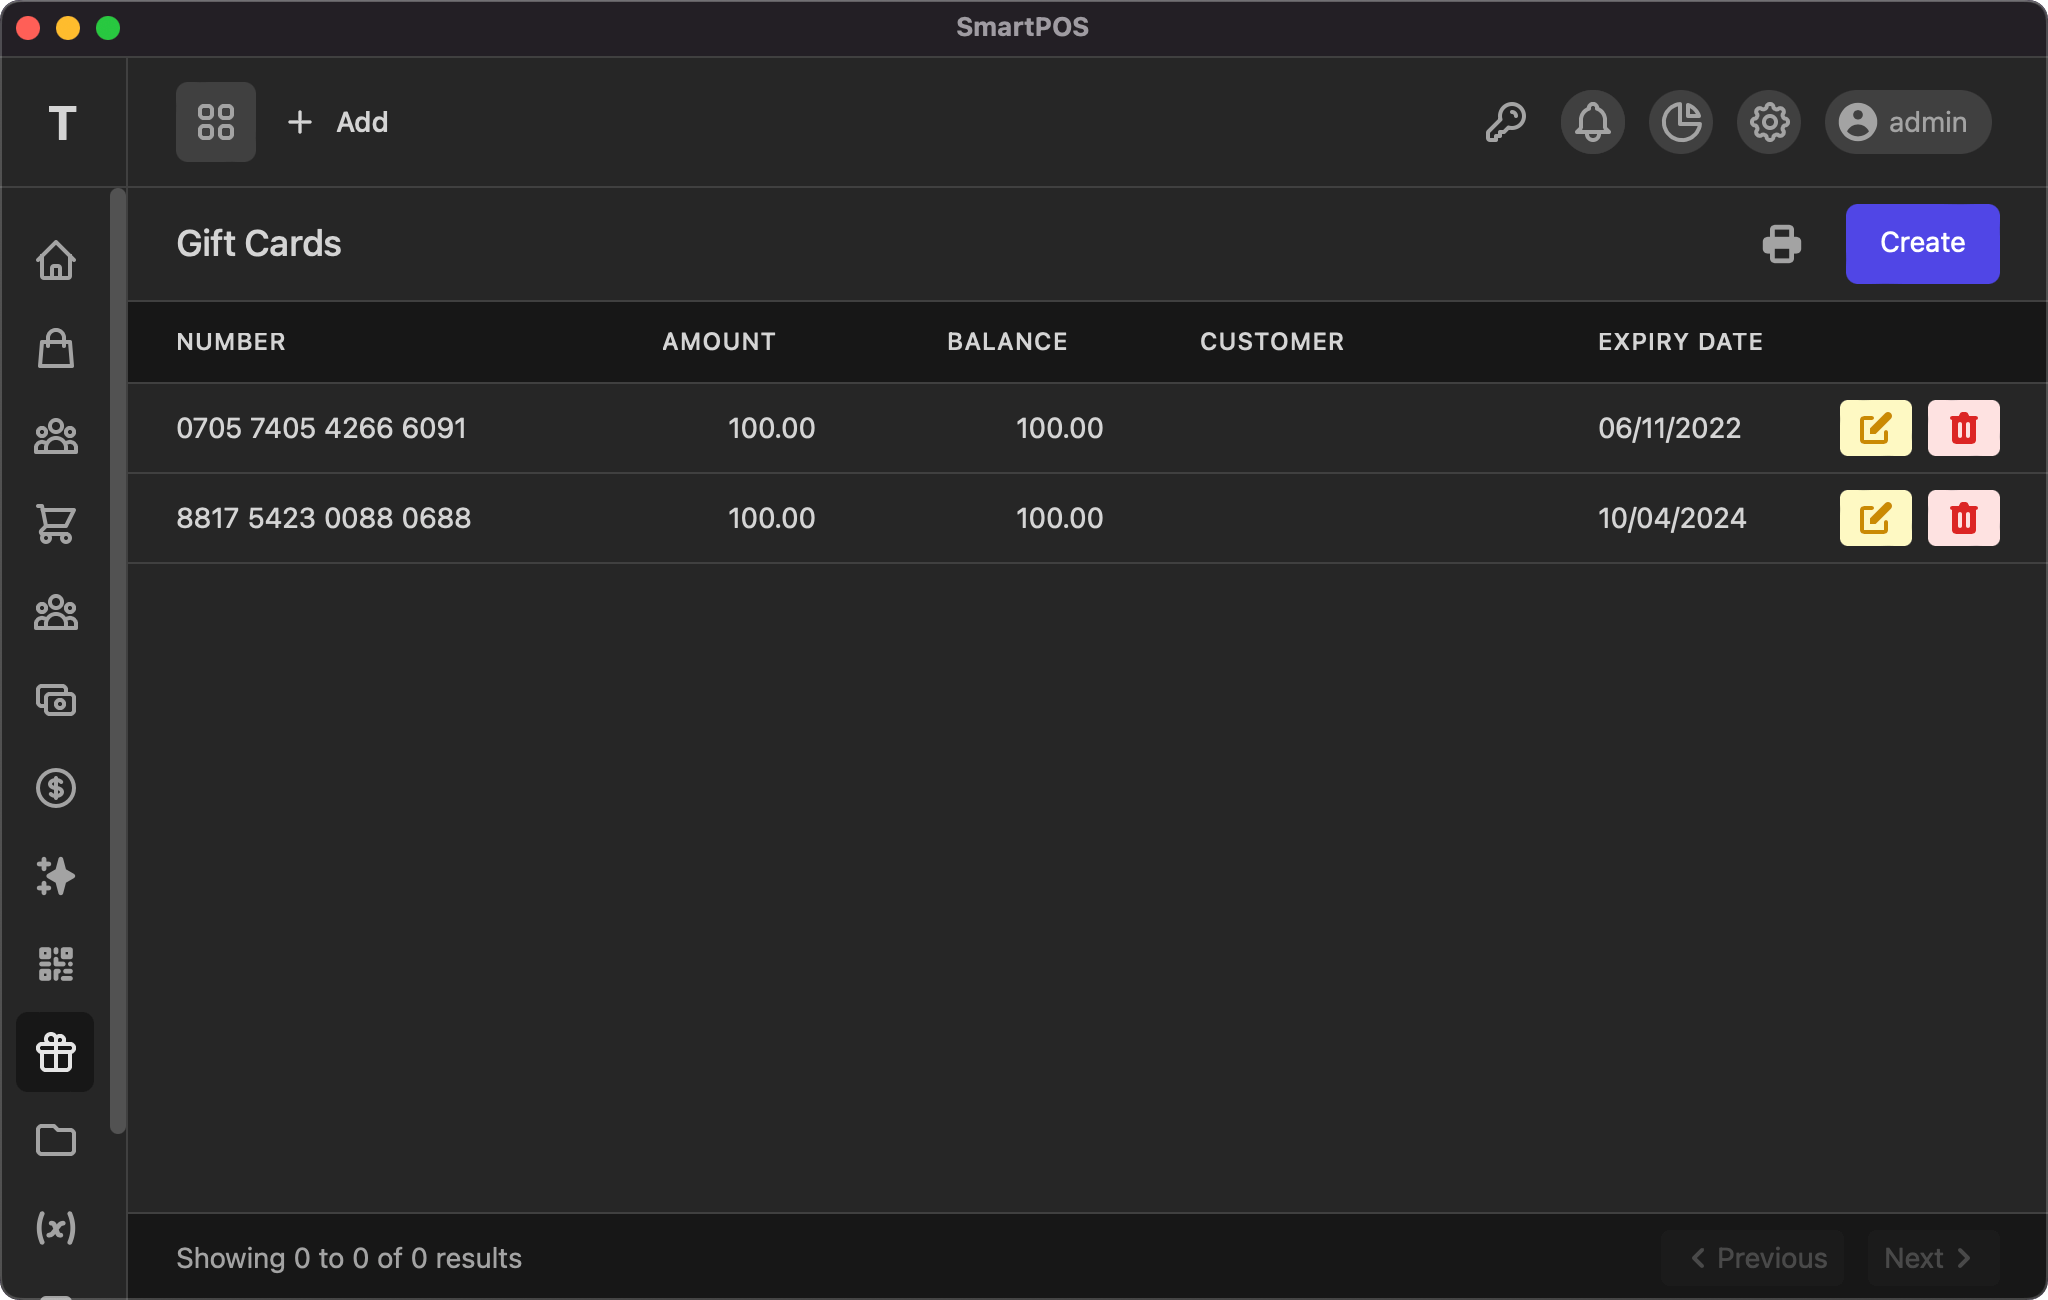 SmartPOS
T
+ Add
admin
Gift Cards
Create
NUMBER AMOUNT BALANCE CUSTOMER EXPIRY DATE
0705 7405 4266 6091 100.00 100.00 06/11/2022
8817 5423 0088 0688 100.00 100.00 10/04/2024
(x)
Showing 0 to 0 of 0 results
Previous
Next